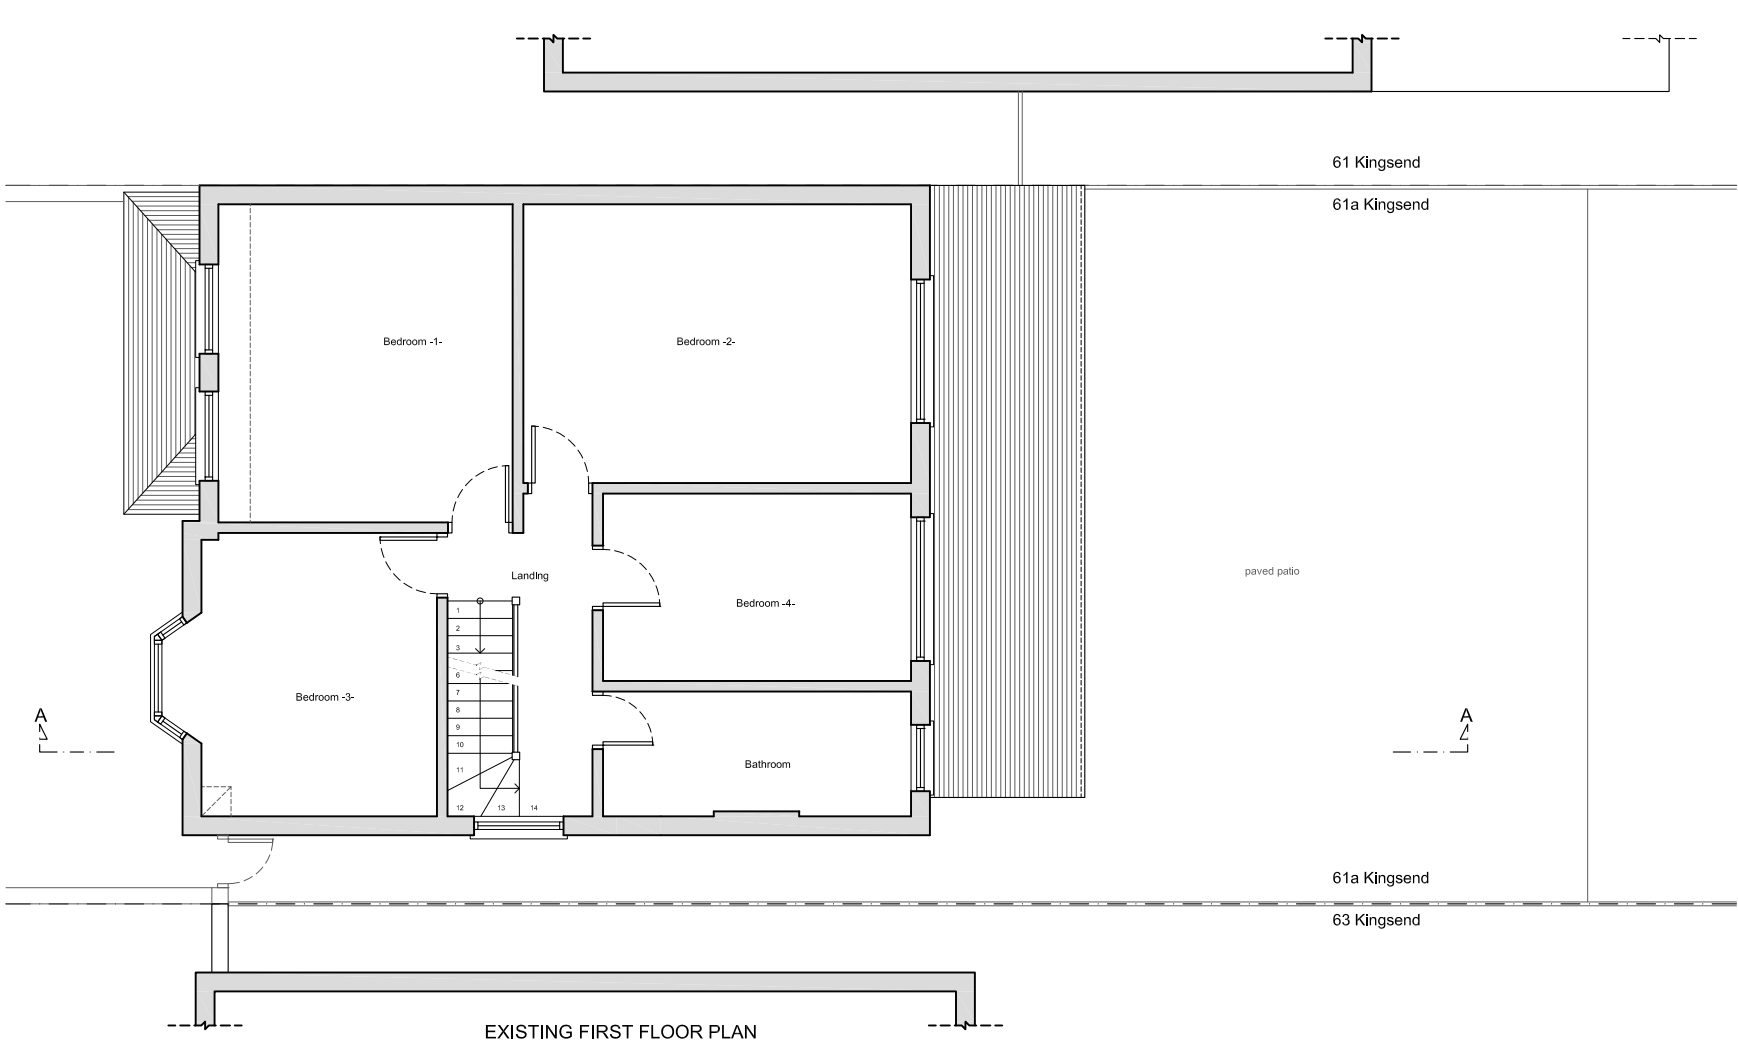 61 Kingsend
61a Kingsend
Bedroom -1-
Bedroom -2-
Landing
paved patio
Bedroom -4-
1
2
3
6
7
8
9
10
11
12
13
14
Bedroom -3-
A
A
Bathroom
61a Kingsend
63 Kingsend
EXISTING FIRST FLOOR PLAN